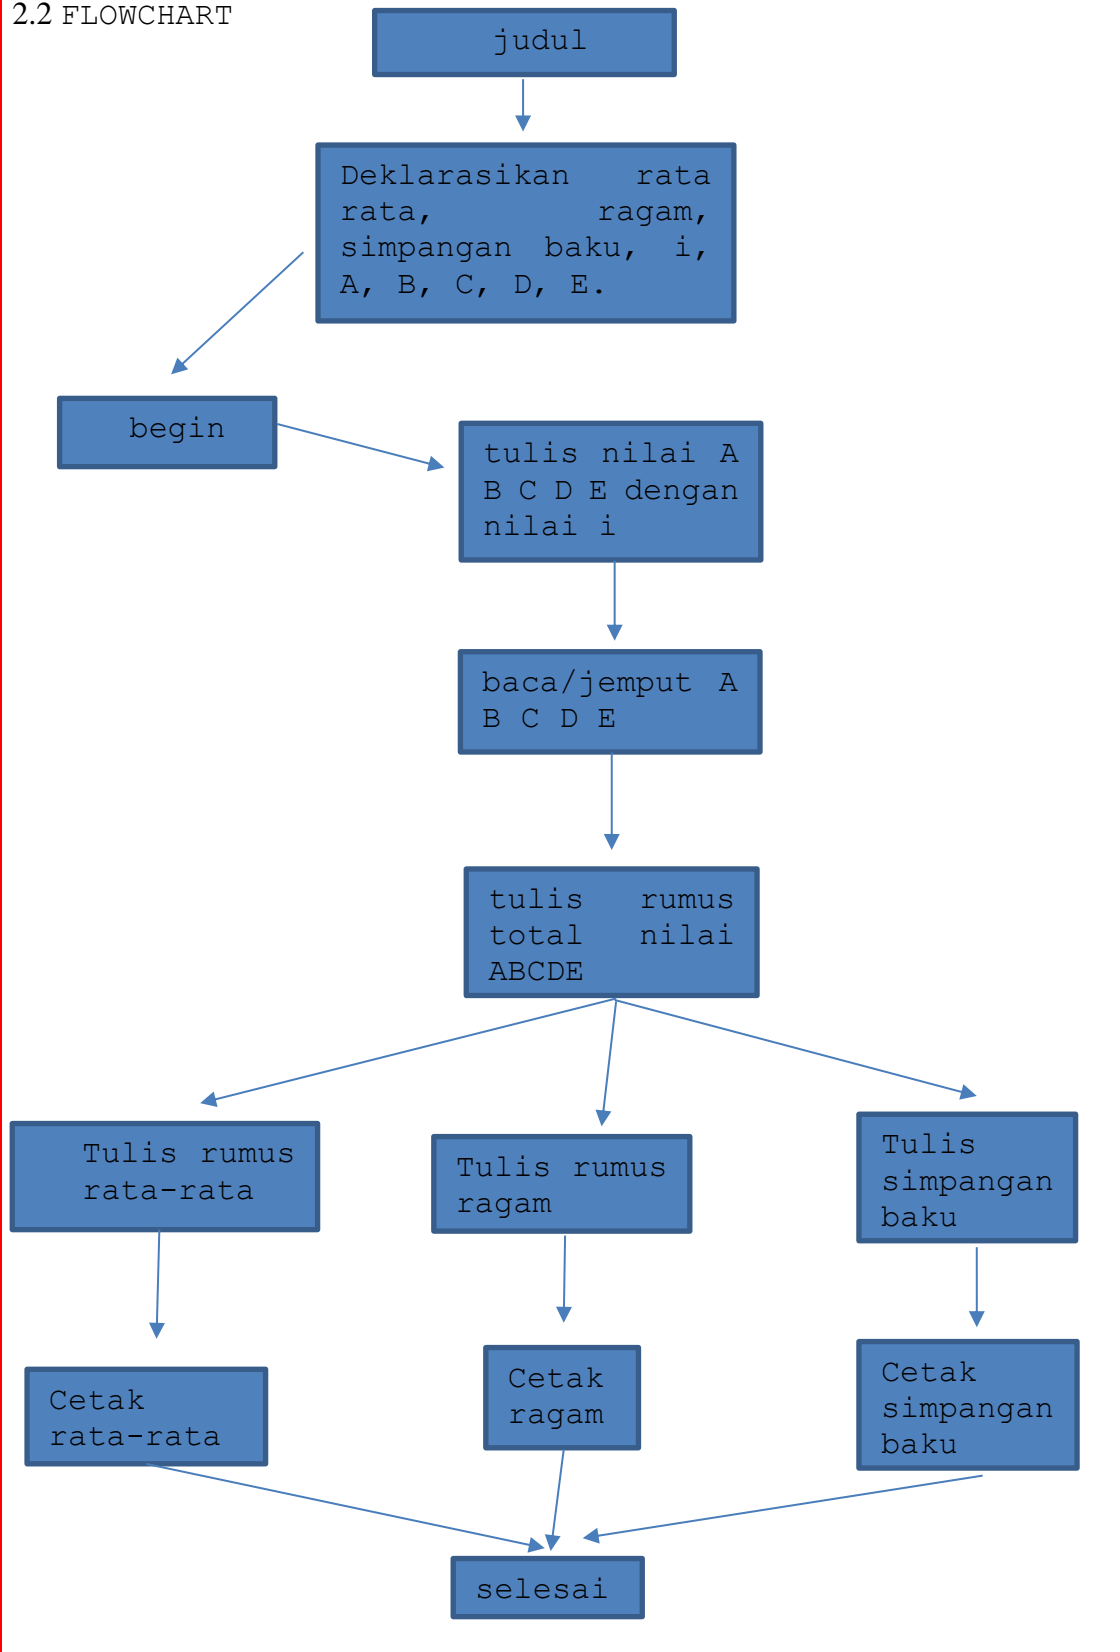 2.2 FLOWCHART
judul
Deklarasikan rata
rata, ragam,
simpangan baku, i,
A, B, C, D, E.
begin
tulis nilai A
B C D E dengan
nilai i
baca/jemput A
B C D E
tulis rumus
total nilai
ABCDE
Tulis rumus
rata-rata
Tulis rumus
ragam
Tulis
simpangan
baku
Cetak
rata-rata
Cetak
ragam
Cetak
simpangan
baku
selesai